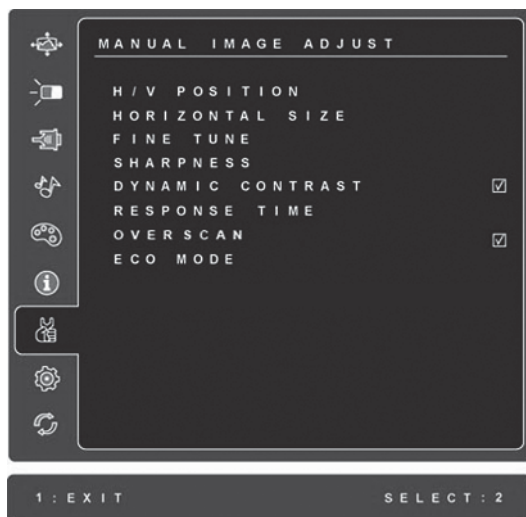 MANUAL IMAGE ADJUST
H/V POSITION
HORIZONTAL SIZE
FINE TUNE
SHARPNESS
DYNAMIC CONTRAST
RESPONSE TIME
OVERSCAN
ECO MODE
1:EXIT SELECT:2